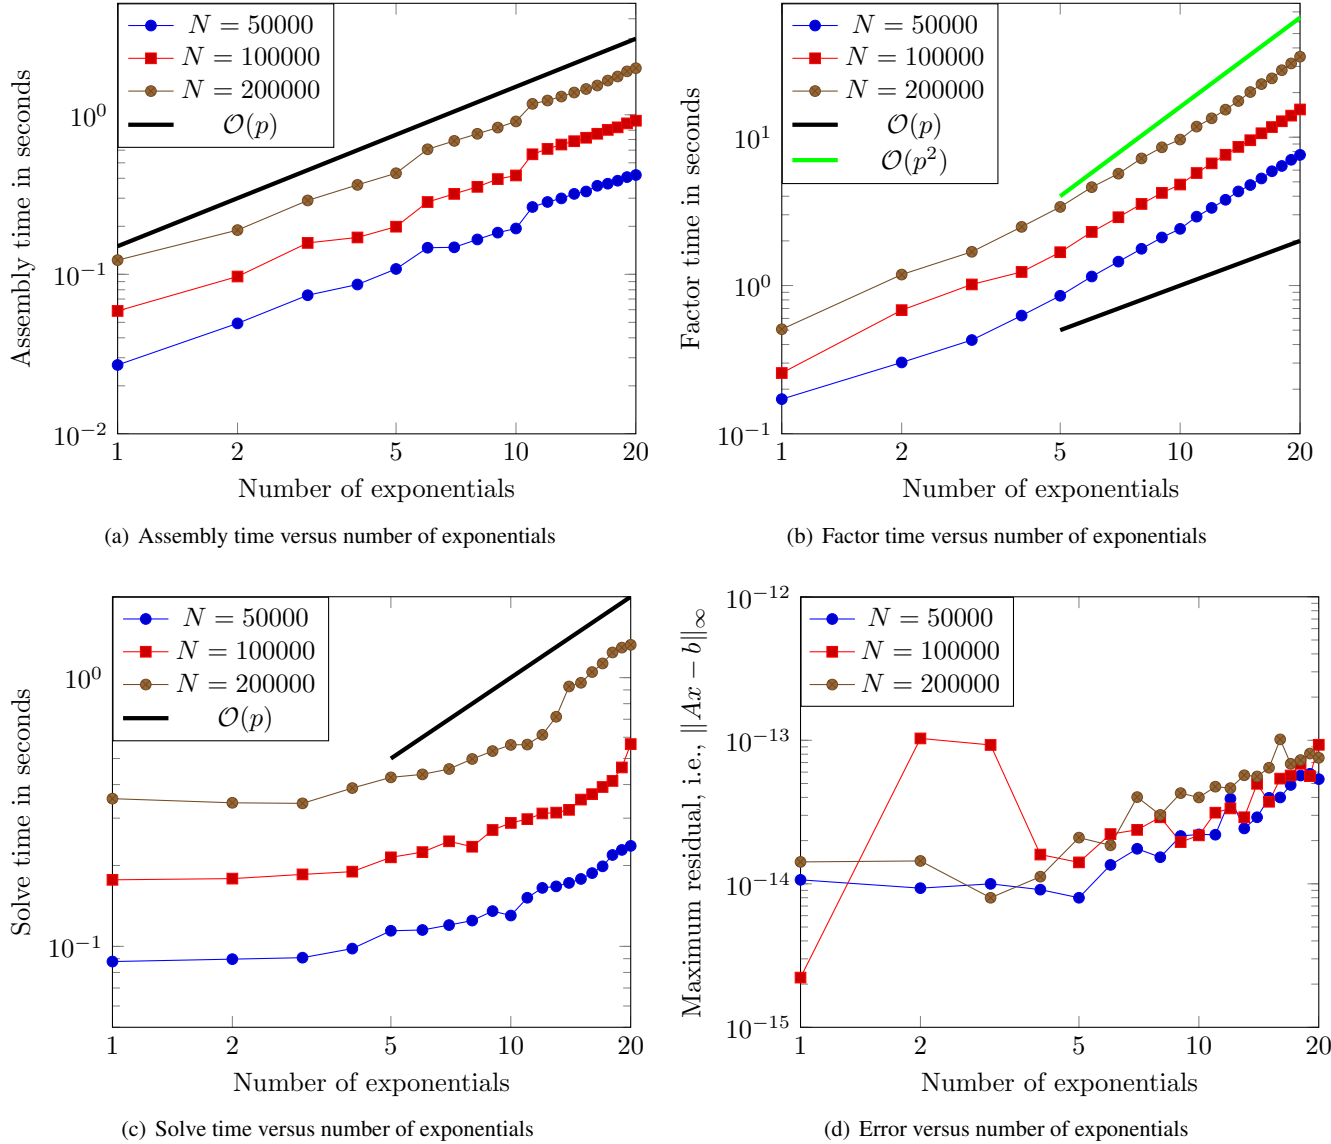 N = 50000
N = 100000
N = 200000
O(p)
Assembly time in seconds
10^0
10^{-1}
10^{-2}
1 2 5 10 20
Number of exponentials
(a) Assembly time versus number of exponentials
N = 50000
N = 100000
N = 200000
O(p)
O(p^2)
Factor time in seconds
10^1
10^0
10^{-1}
1 2 5 10 20
Number of exponentials
(b) Factor time versus number of exponentials
N = 50000
N = 100000
N = 200000
O(p)
Solve time in seconds
10^0
10^{-1}
1 2 5 10 20
Number of exponentials
(c) Solve time versus number of exponentials
N = 50000
N = 100000
N = 200000
Maximum residual, i.e., ||Ax − b||_∞
10^{-12}
10^{-13}
10^{-14}
10^{-15}
1 2 5 10 20
Number of exponentials
(d) Error versus number of exponentials